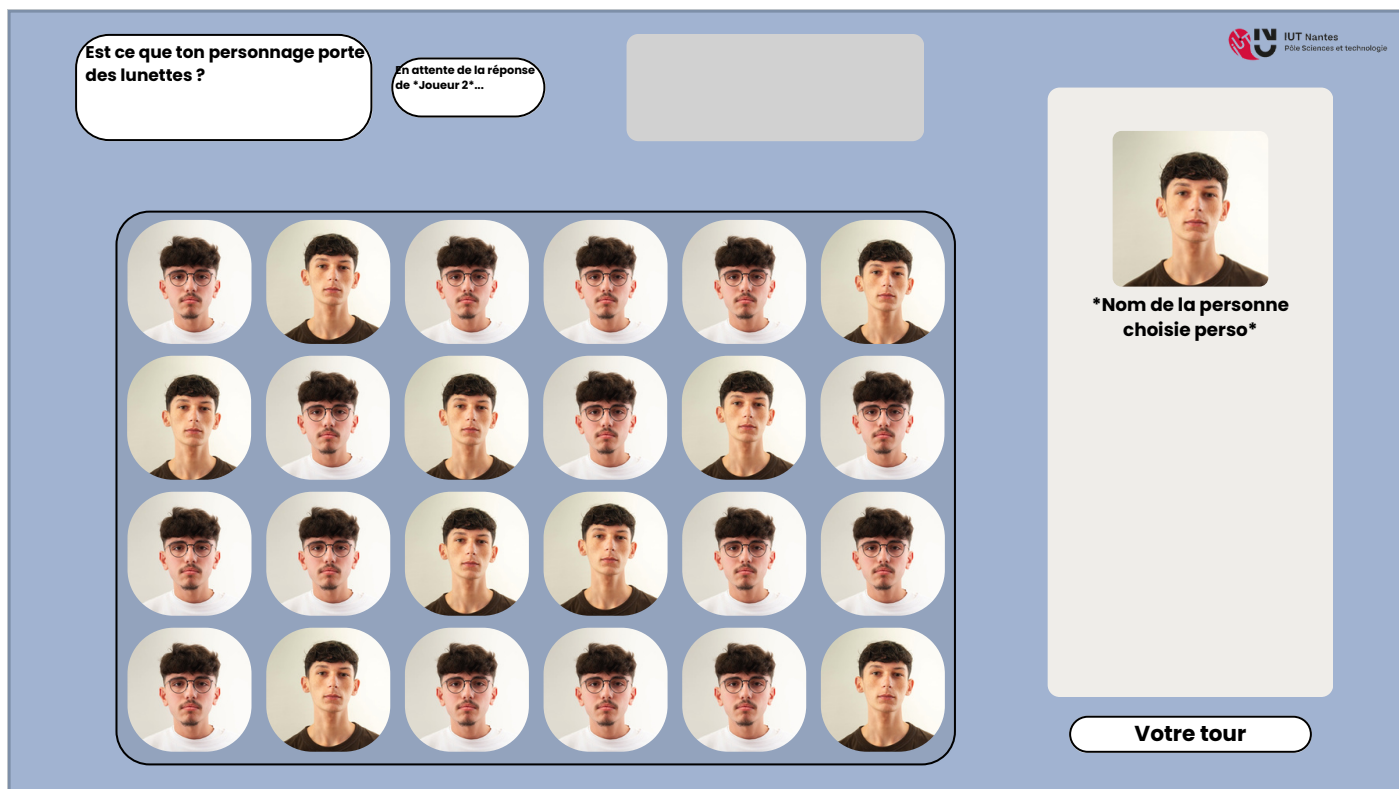 Est ce que ton personnage porte
des lunettes ?
En attente de la réponse
de *Joueur 2*...
IUT Nantes
Pôle Sciences et technologie
*Nom de la personne
choisie perso*
Votre tour